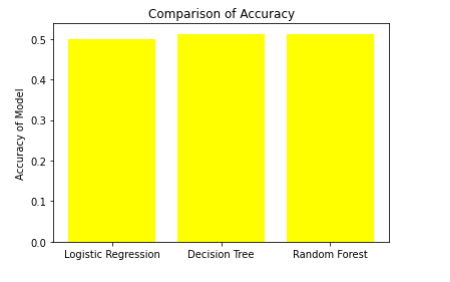 Comparison of Accuracy
Accuracy of Model
0.5
0.4
0.3
0.2
0.1
0.0
Logistic Regression
Decision Tree
Random Forest